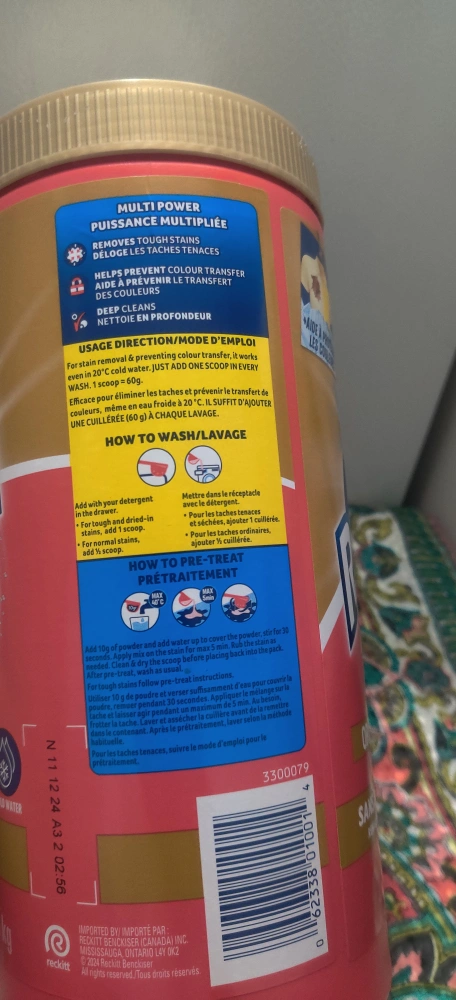 MULTI POWER
PUISSANCE MULTIPLIÉE
REMOVES TOUGH STAINS
DÉLOGE LES TACHES TENACES
HELPS PREVENT COLOUR TRANSFER
AIDE À PRÉVENIR LE TRANSFERT
DES COULEURS
DEEP CLEANS
NETTOIE EN PROFONDEUR
USAGE DIRECTION/MODE D'EMPLOI
For stain removal & preventing colour transfer, it works
even in 20°C cold water. JUST ADD ONE SCOOP IN EVERY
WASH. 1 scoop = 60g.
Efficace pour éliminer les taches et prévenir le transfert de
couleurs, même en eau froide à 20 °C. IL SUFFIT D'AJOUTER
UNE CUILLÉRÉE (60 g) À CHAQUE LAVAGE.
HOW TO WASH/LAVAGE
Add with your detergent
in the drawer.
• For tough and dried-in
stains, add 1 scoop.
• For normal stains,
add ½ scoop.
Mettre dans le réceptacle
avec le détergent.
• Pour les taches tenaces
et séchées, ajouter 1 cuillérée.
• Pour les taches ordinaires,
ajouter ½ cuillérée.
HOW TO PRE-TREAT
PRÉTRAITEMENT
MAX
40°C
MAX
5min
Add 10g of powder and add water up to cover the powder, stir for 30
seconds. Apply mix on the stain for max 5 min. Rub the stain as
needed. Clean & dry the scoop before placing back into the pack.
After pre-treat, wash as usual.
For tough stains follow pre-treat instructions.
Utiliser 10 g de poudre et verser suffisamment d'eau pour couvrir la
poudre, remuer pendant 30 secondes. Appliquer le mélange sur la
tache et laisser agir pendant un maximum de 5 min. Au besoin,
frotter la tache. Laver et assécher la cuillère avant de la remettre
dans le contenant. Après le prétraitement, laver selon la méthode
habituelle.
Pour les taches tenaces, suivre le mode d'emploi pour le
prétraitement.
3300079
0 62338 01001 4
N 11 12 24 A3 2 02:56
WATER
kg
reckitt
IMPORTED BY/ IMPORTÉ PAR :
RECKITT BENCKISER (CANADA) INC.
MISSISSAUGA, ONTARIO L4Y 0K2
© 2024 Reckitt Benckiser
All rights reserved./Tous droits réservés.